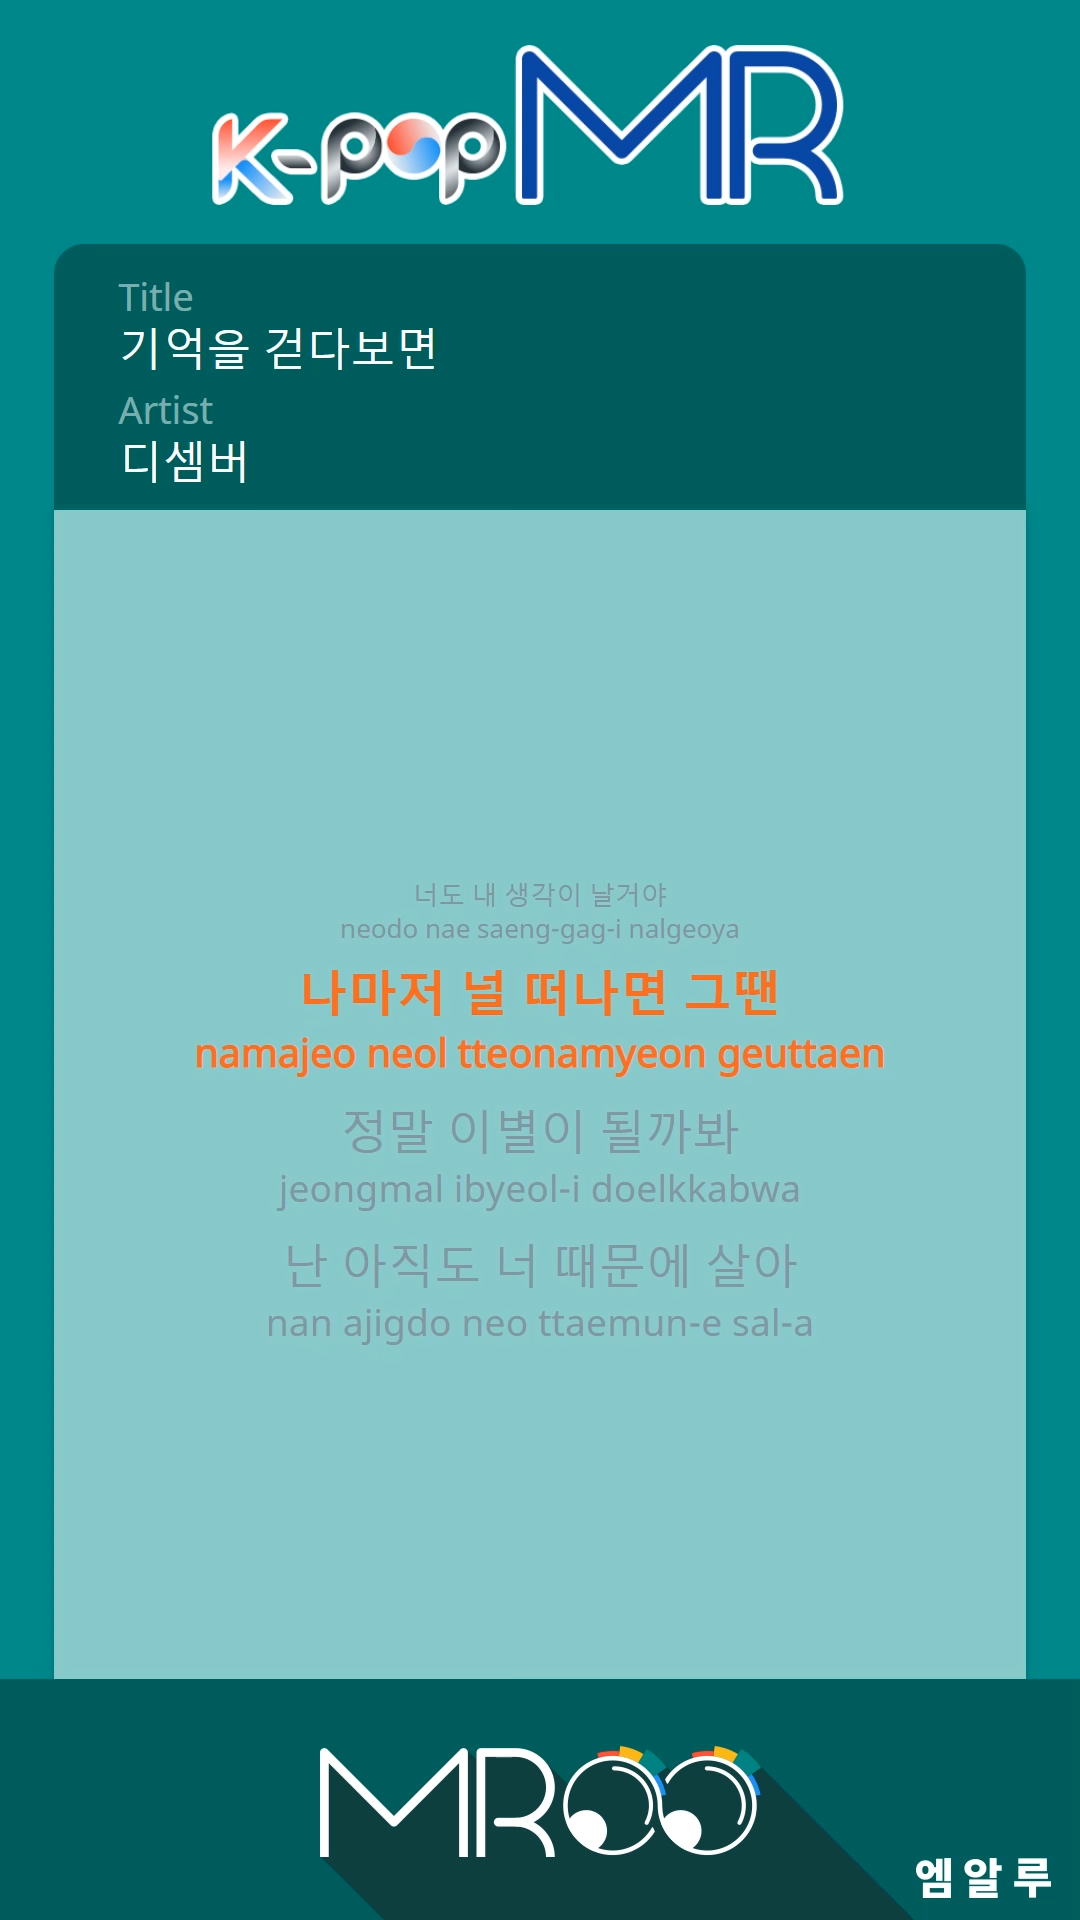 K-pop MR
Title
기억을 걷다보면
Artist
디셈버
너도 내 생각이 날거야
neodo nae saeng-gag-i nalgeoya
나마저 널 떠나면 그땐
namajeo neol tteonamyeon geuttaen
정말 이별이 될까봐
jeongmal ibyeol-i doelkkabwa
난 아직도 너 때문에 살아
nan ajigdo neo ttaemun-e sal-a
MROO
엠알루